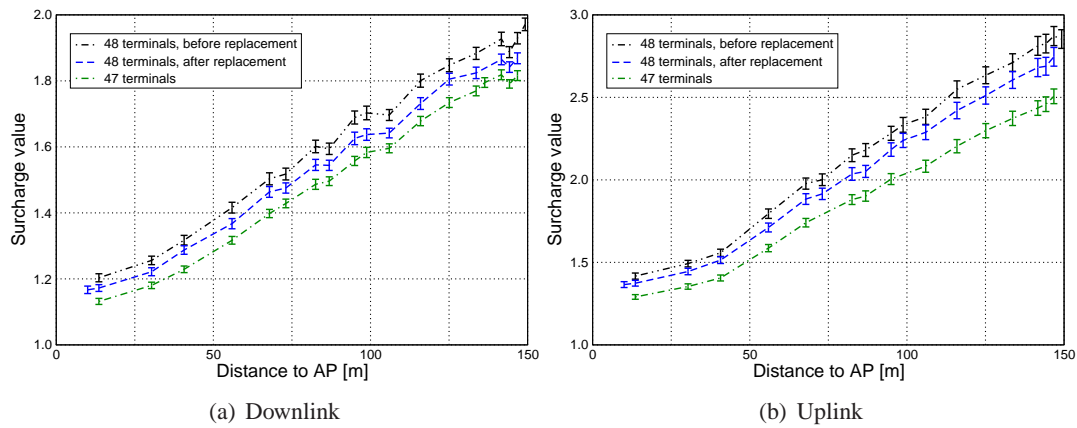 2.0
1.8
1.6
1.4
1.2
1.0
Surcharge value
48 terminals, before replacement
48 terminals, after replacement
47 terminals
0
50
100
150
Distance to AP [m]
(a) Downlink
3.0
2.5
2.0
1.5
1.0
Surcharge value
48 terminals, before replacement
48 terminals, after replacement
47 terminals
0
50
100
150
Distance to AP [m]
(b) Uplink